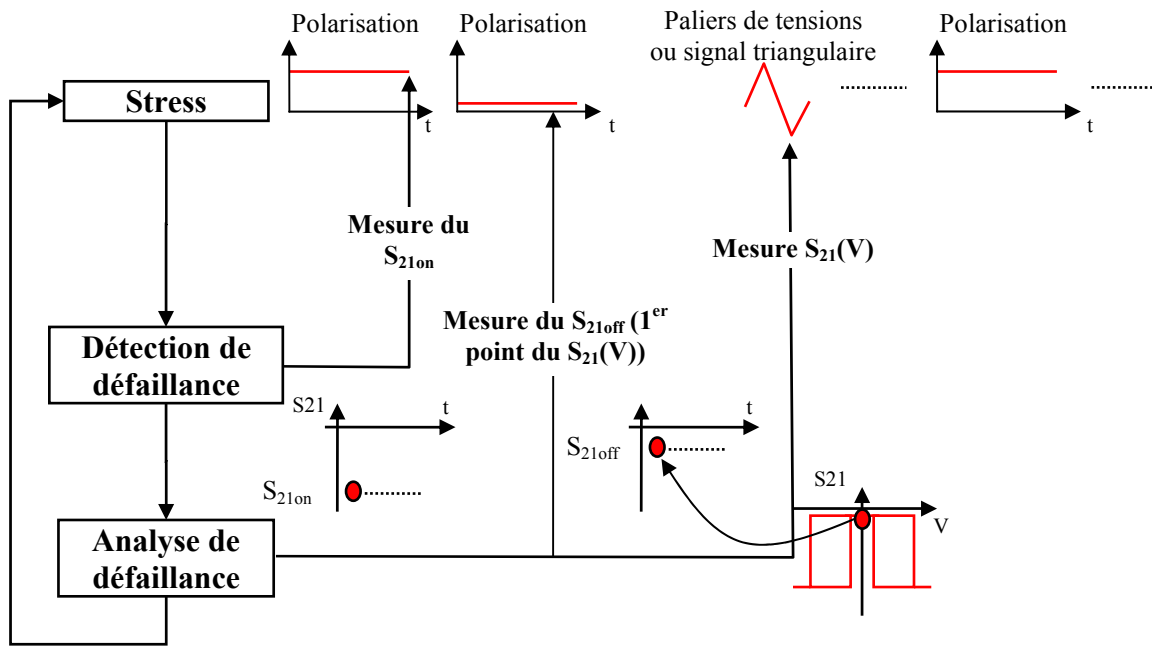 Polarisation
Polarisation
Paliers de tensions
ou signal triangulaire
Polarisation
Stress
t
t
t
Mesure du
S21on
Mesure S21(V)
Mesure du S21off (1er
point du S21(V))
Détection de
défaillance
S21
t
t
S21off
S21on
S21
V
Analyse de
défaillance